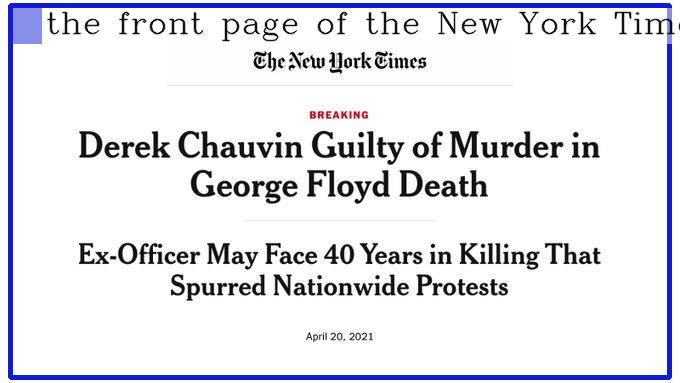 the front page of the New York Tim
The New York Times
BREAKING
Derek Chauvin Guilty of Murder in
George Floyd Death
Ex-Officer May Face 40 Years in Killing That
Spurred Nationwide Protests
April 20, 2021